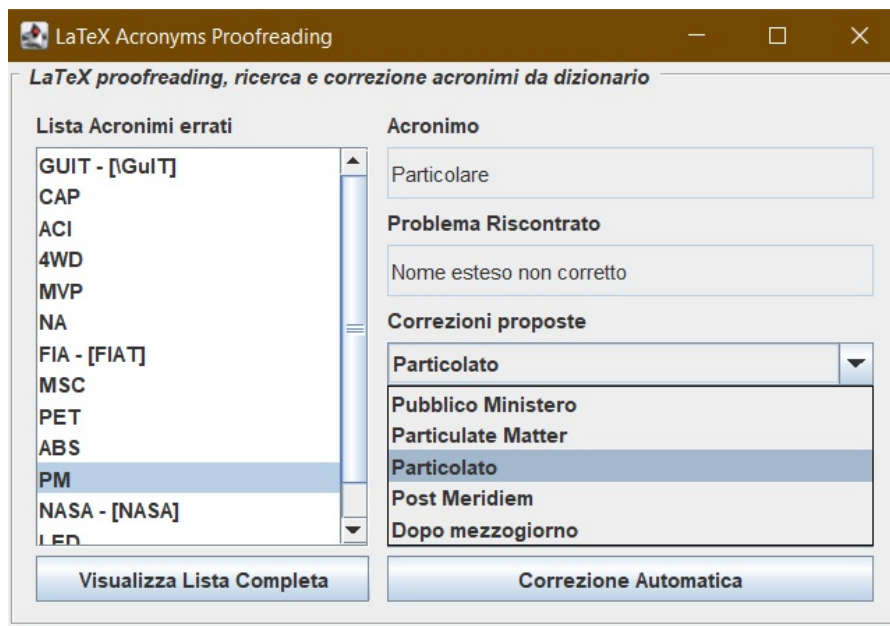 LaTeX Acronyms Proofreading
LaTeX proofreading, ricerca e correzione acronimi da dizionario
Lista Acronimi errati
GUIT - [\GuIT]
CAP
ACI
4WD
MVP
NA
FIA - [FIAT]
MSC
PET
ABS
PM
NASA - [NASA]
LED
Visualizza Lista Completa
Acronimo
Particolare
Problema Riscontrato
Nome esteso non corretto
Correzioni proposte
Particolato
Pubblico Ministero
Particulate Matter
Particolato
Post Meridiem
Dopo mezzogiorno
Correzione Automatica